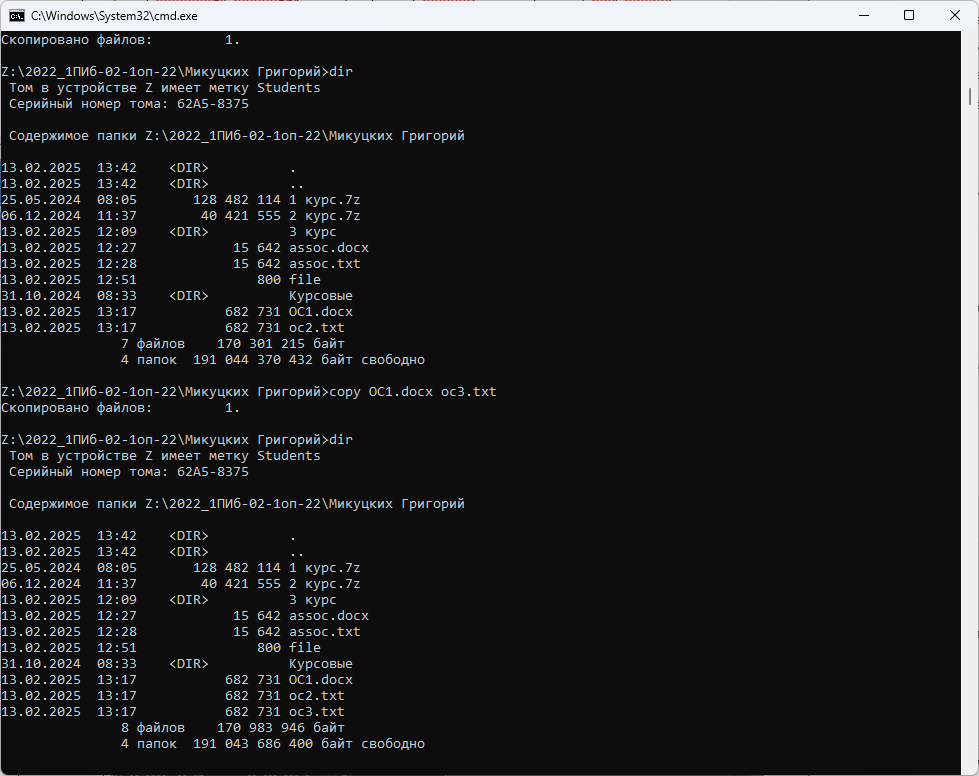 C:\Windows\System32\cmd.exe
Скопировано файлов:         1.
Z:\2022_1ПИб-02-1оп-22\Микуцких Григорий>dir
Том в устройстве Z имеет метку Students
Серийный номер тома: 62A5-8375
Содержимое папки Z:\2022_1ПИб-02-1оп-22\Микуцких Григорий
13.02.2025  13:42    <DIR>          .
13.02.2025  13:42    <DIR>          ..
25.05.2024  08:05       128 482 114 1 курс.7z
06.12.2024  11:37        40 421 555 2 курс.7z
13.02.2025  12:09    <DIR>          3 курс
13.02.2025  12:27            15 642 assoc.docx
13.02.2025  12:28            15 642 assoc.txt
13.02.2025  12:51               800 file
31.10.2024  08:33    <DIR>          Курсовые
13.02.2025  13:17           682 731 ОС1.docx
13.02.2025  13:17           682 731 ос2.txt
7 файлов    170 301 215 байт
4 папок  191 044 370 432 байт свободно
Z:\2022_1ПИб-02-1оп-22\Микуцких Григорий>copy ОС1.docx ос3.txt
Скопировано файлов:         1.
Z:\2022_1ПИб-02-1оп-22\Микуцких Григорий>dir
Том в устройстве Z имеет метку Students
Серийный номер тома: 62A5-8375
Содержимое папки Z:\2022_1ПИб-02-1оп-22\Микуцких Григорий
13.02.2025  13:42    <DIR>          .
13.02.2025  13:42    <DIR>          ..
25.05.2024  08:05       128 482 114 1 курс.7z
06.12.2024  11:37        40 421 555 2 курс.7z
13.02.2025  12:09    <DIR>          3 курс
13.02.2025  12:27            15 642 assoc.docx
13.02.2025  12:28            15 642 assoc.txt
13.02.2025  12:51               800 file
31.10.2024  08:33    <DIR>          Курсовые
13.02.2025  13:17           682 731 ОС1.docx
13.02.2025  13:17           682 731 ос2.txt
13.02.2025  13:17           682 731 ос3.txt
8 файлов    170 983 946 байт
4 папок  191 043 686 400 байт свободно